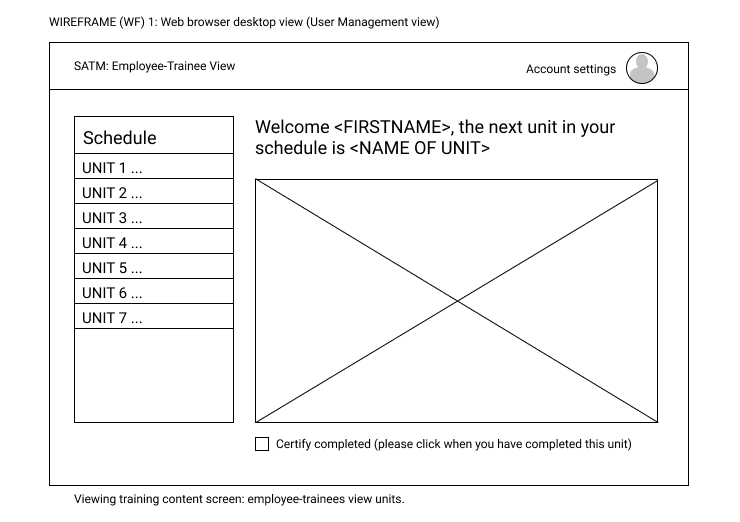 WIREFRAME (WF) 1: Web browser desktop view (User Management view)
SATM: Employee-Trainee View
Account settings
Schedule
UNIT 1 ...
UNIT 2 ...
UNIT 3 ...
UNIT 4 ...
UNIT 5 ...
UNIT 6 ...
UNIT 7 ...
Welcome <FIRSTNAME>, the next unit in your
schedule is <NAME OF UNIT>
Certify completed (please click when you have completed this unit)
Viewing training content screen: employee-trainees view units.